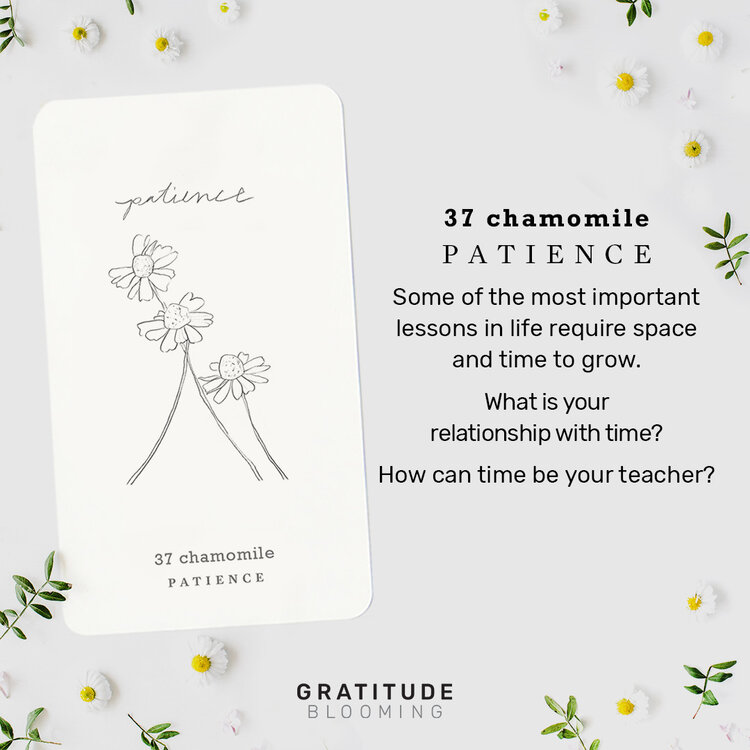 patience
37 chamomile
PATIENCE
37 chamomile
PATIENCE
Some of the most important
lessons in life require space
and time to grow.
What is your
relationship with time?
How can time be your teacher?
GRATITUDE
BLOOMING